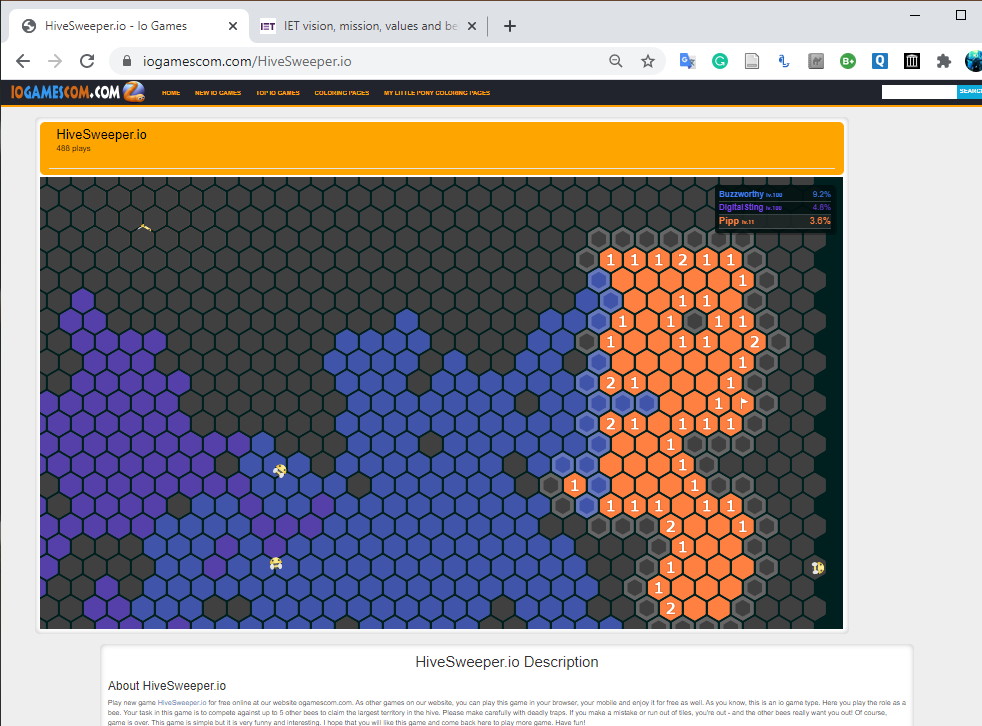 HiveSweeper.io - Io Games
IET vision, mission, values and be
iogamescom.com/HiveSweeper.io
IOGAMESCOM.COM
HOME NEW IO GAMES TOP IO GAMES COLORING PAGES MY LITTLE PONY COLORING PAGES
SEARC
HiveSweeper.io
488 plays
Buzzworthy lv.100 9.2%
Digital$ting lv.100 4.8%
Pipp lv.11 3.6%
1 1 1 2 1 1
1
1 1
1 1 1 1
1 1 1 2
1
2 1 1
1
2 1 1 1 1
1
1
1 1
1 1 1 1 1
2 1
1
1
1
2
HiveSweeper.io Description
About HiveSweeper.io
Play new game HiveSweeper.io for free online at our website ogamescom.com. As other games on our website, you can play this game in your browser, your mobile and enjoy it for free as well. As you know, this is an io game type. Here you play the role as a
bee. Your task in this game is to compete against up to 5 other bees to claim the largest territory in the hive. Please make carefully with deadly traps. If you make a mistake or run out of tiles, you're out - and the other bees really want you out! Of course,
game is over. This game is simple but it is very funny and interesting. I hope that you will like this game and come back here to play more game. Have fun!